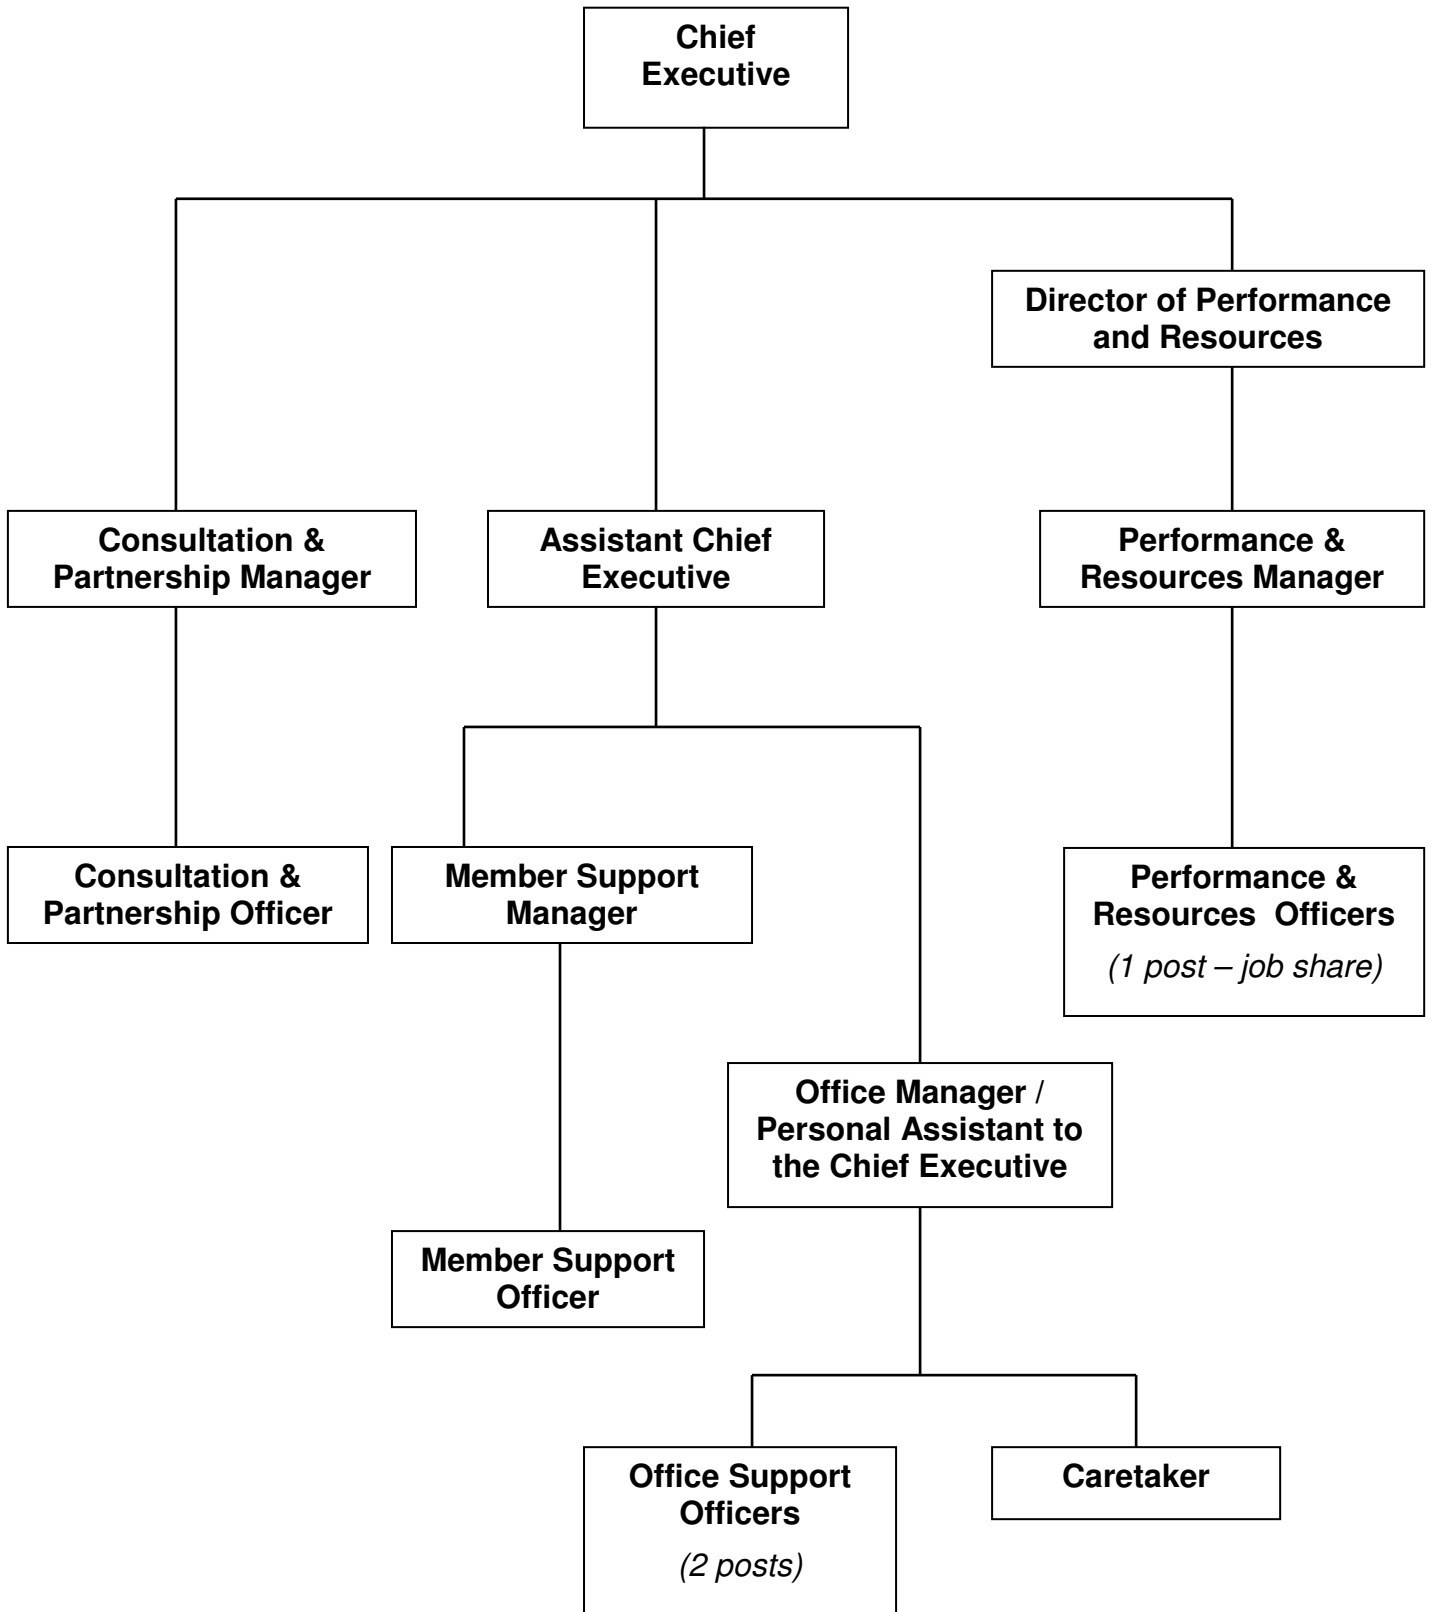 Chief
Executive
Director of Performance
and Resources
Consultation &
Partnership Manager
Assistant Chief
Executive
Performance &
Resources Manager
Consultation &
Partnership Officer
Member Support
Manager
Performance &
Resources  Officers
(1 post – job share)
Office Manager /
Personal Assistant to
the Chief Executive
Member Support
Officer
Office Support
Officers
(2 posts)
Caretaker